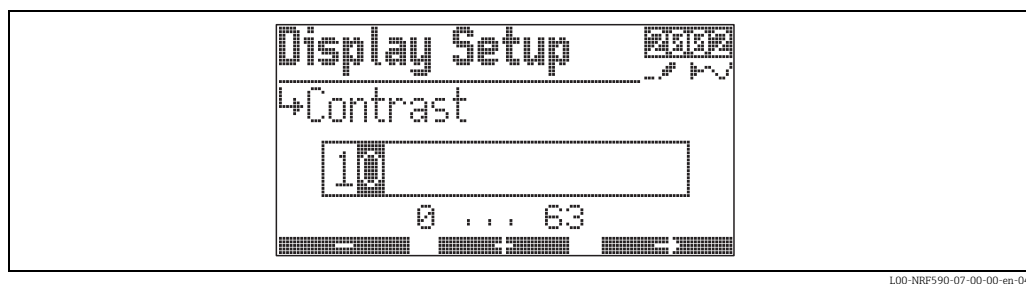 Display Setup
↳Contrast
10
0 ... 63
- + →
L00-NRF590-07-00-00-en-04